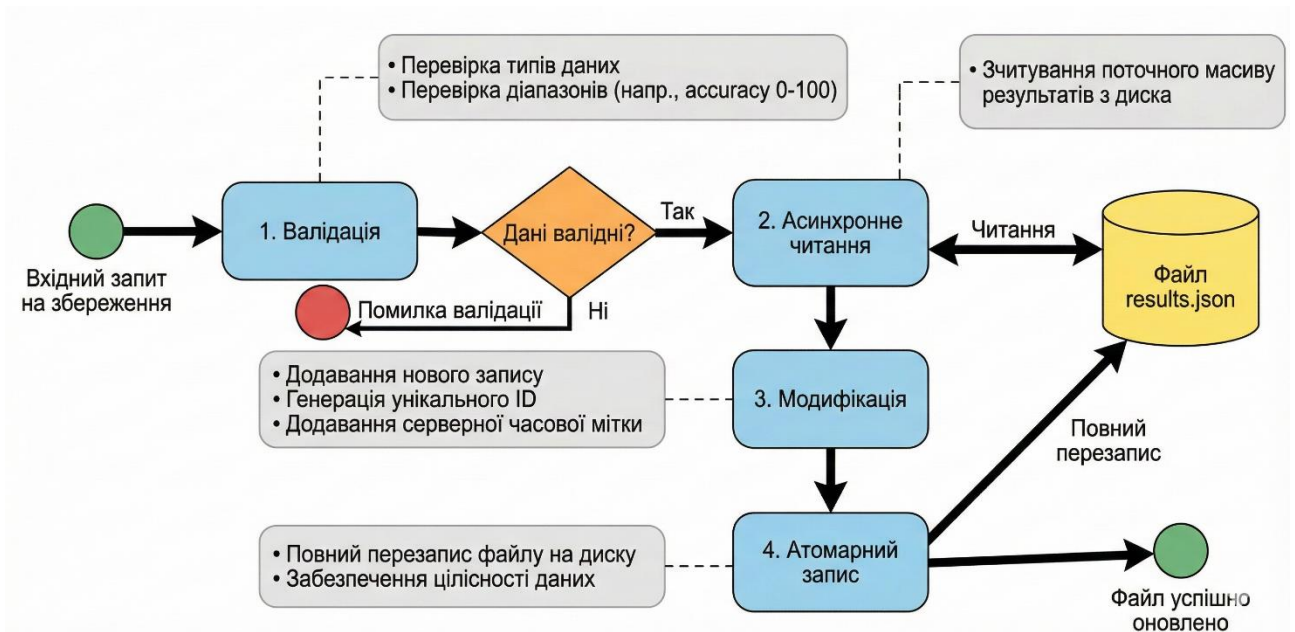 • Перевірка типів даних
• Перевірка діапазонів (напр., accuracy 0-100)
• Зчитування поточного масиву
результатів з диска
Вхідний запит
на збереження
1. Валідація
Дані валідні?
Так
Ні
Помилка валідації
2. Асинхронне
читання
Читання
Файл
results.json
• Додавання нового запису
• Генерація унікального ID
• Додавання серверної часової мітки
3. Модифікація
Повний
перезапис
• Повний перезапис файлу на диску
• Забезпечення цілісності даних
4. Атомарний
запис
Файл успішно
оновлено